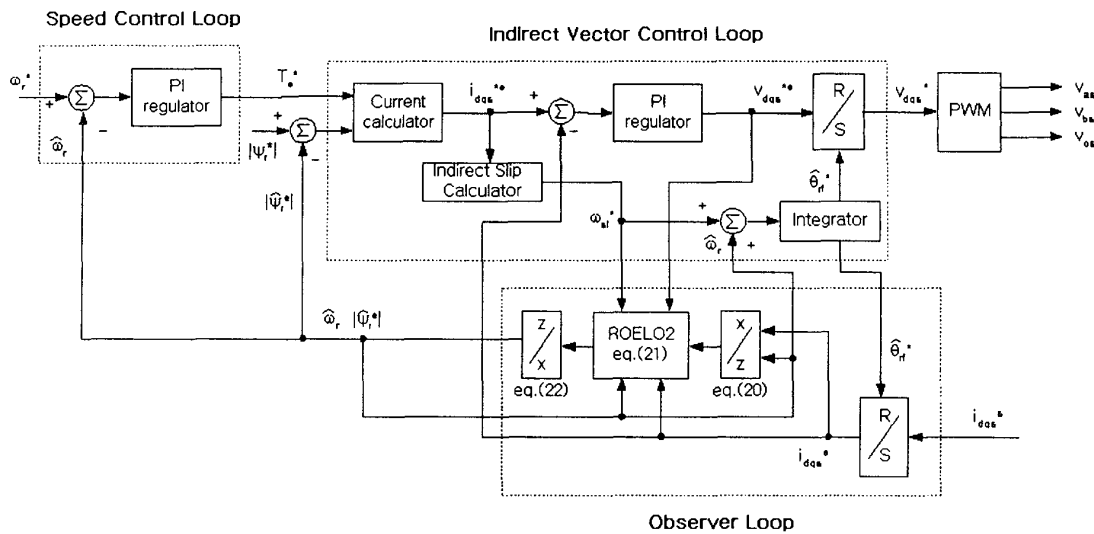 Speed Control Loop
Indirect Vector Control Loop
ω_r^*
+
Σ
-
ω̂_r
PI
regulator
T_e^*
+
Σ
-
|ψ_r^*|
|ψ̂_r^e|
Current
calculator
i_dqs^*e
+
Σ
-
PI
regulator
v_dqs^*e
R
/
S
v_dqs^*
PWM
V_as
V_bs
V_cs
Indirect Slip
Calculator
ω_sl^*
+
Σ
+
ω̂_r
Integrator
θ̂_rf^*
ω̂_r |ψ̂_r^e|
z
/
x
eq.(22)
ROELO2
eq.(21)
x
/
z
eq.(20)
θ̂_rf^*
R
/
S
i_dqs^e
i_dqs^s
Observer Loop